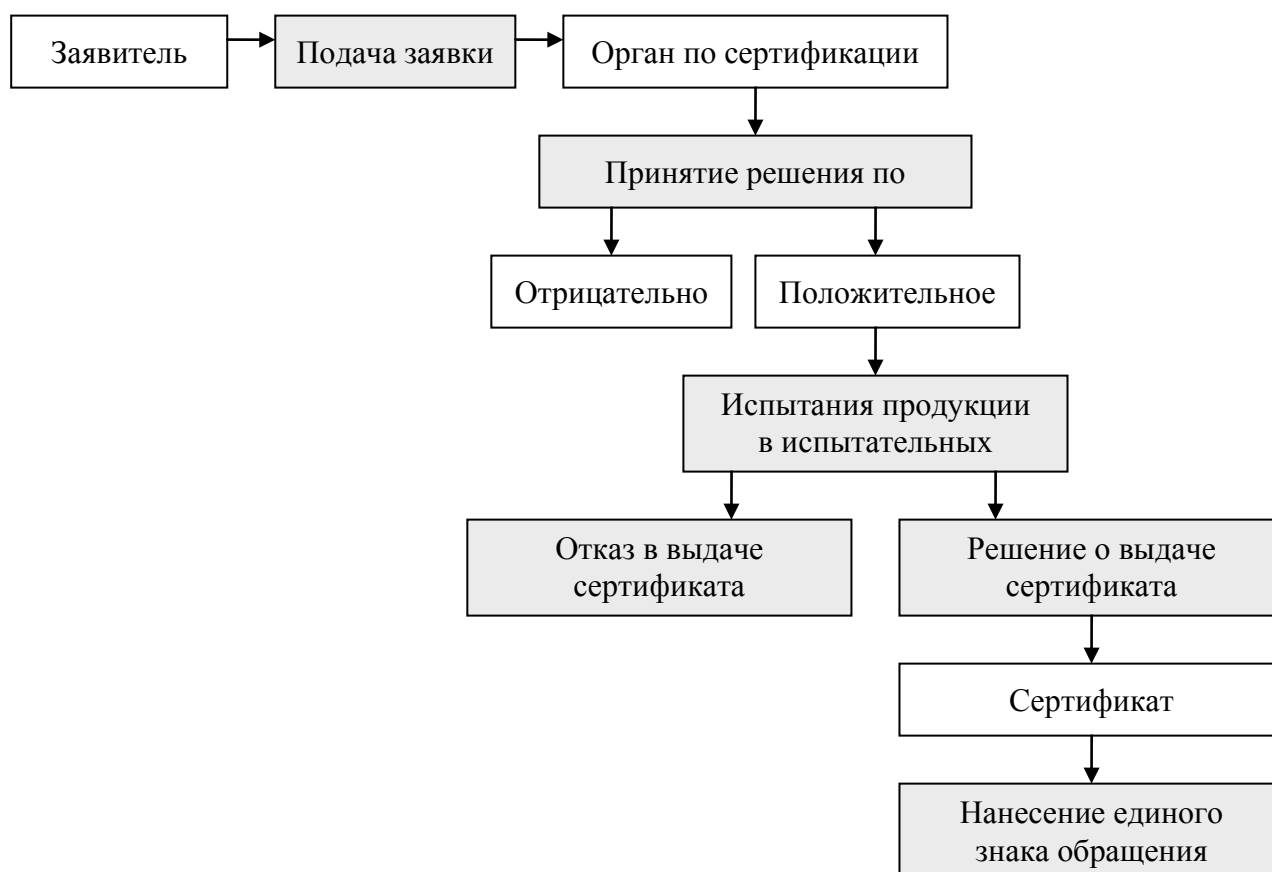 Заявитель
Подача заявки
Орган по сертификации
Принятие решения по
Отрицательно
Положительное
Испытания продукции
в испытательных
Отказ в выдаче
сертификата
Решение о выдаче
сертификата
Сертификат
Нанесение единого
знака обращения